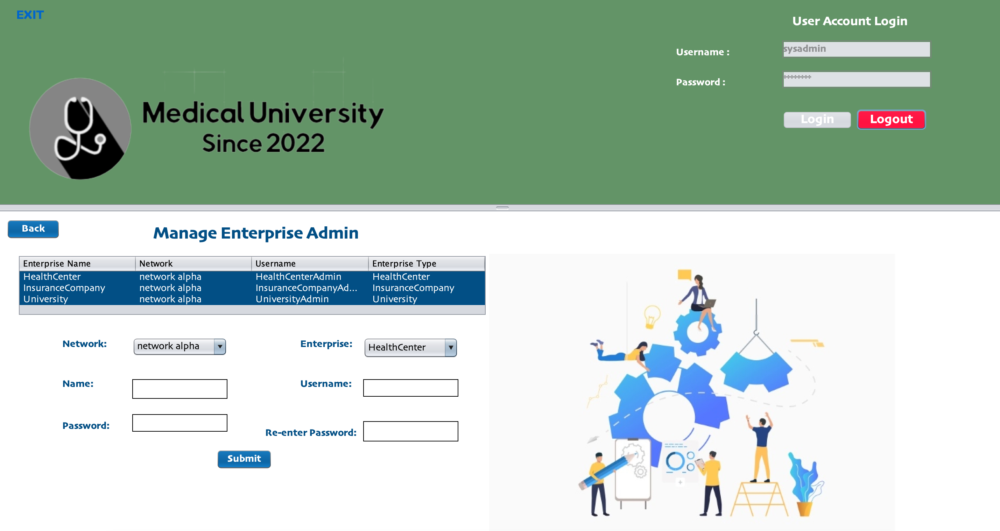 EXIT
User Account Login
Username :
sysadmin
Password :
Login
Logout
Medical University
Since 2022
Back
Manage Enterprise Admin
Enterprise Name Network Username Enterprise Type
HealthCenter network alpha HealthCenterAdmin HealthCenter
InsuranceCompany network alpha InsuranceCompanyAd... InsuranceCompany
University network alpha UniversityAdmin University
Network: network alpha Enterprise: HealthCenter
Name: Username:
Password: Re-enter Password:
Submit